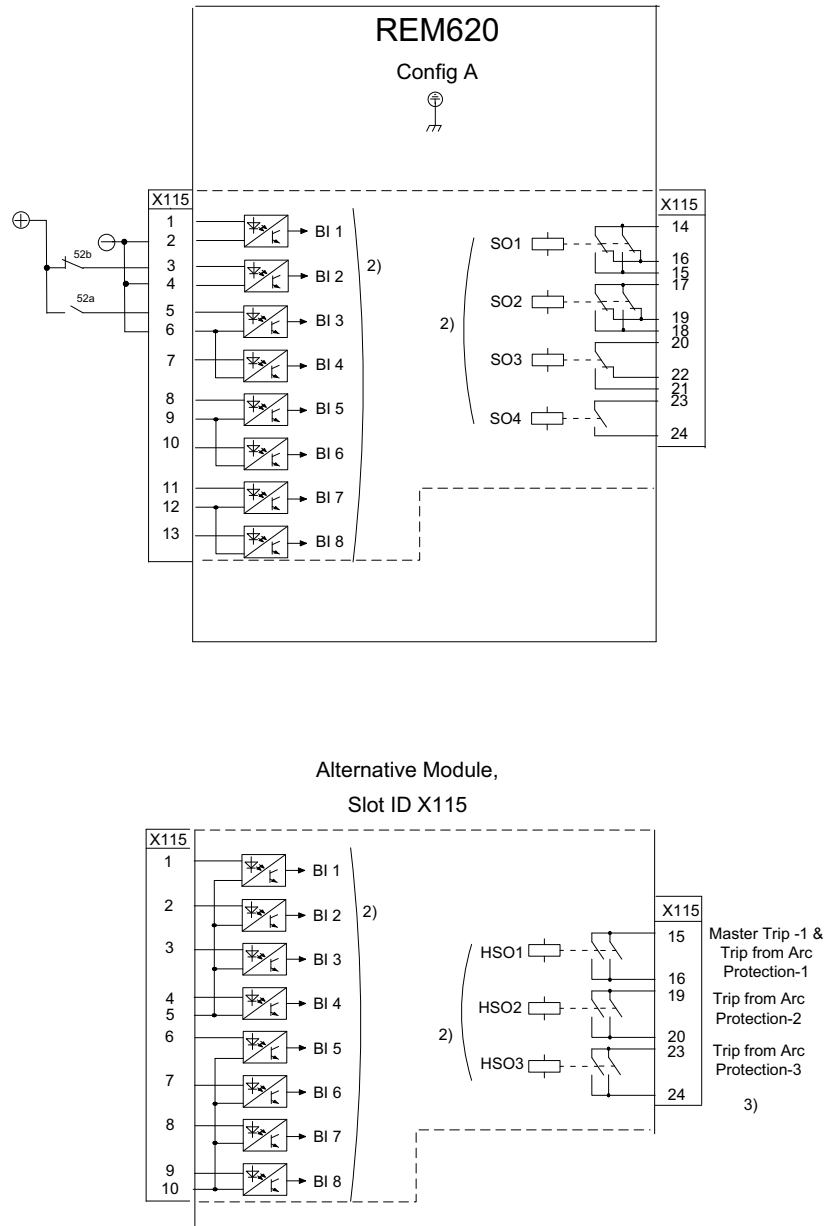 REM620
Config A
X115
1
2
3
4
5
6
7
8
9
10
11
12
13
52b
52a
BI 1
BI 2
BI 3
BI 4
BI 5
BI 6
BI 7
BI 8
2)
2)
SO1
SO2
SO3
SO4
X115
14
16
15
17
19
18
20
22
21
23
24
Alternative Module,
Slot ID X115
X115
1
2
3
4
5
6
7
8
9
10
BI 1
BI 2
BI 3
BI 4
BI 5
BI 6
BI 7
BI 8
2)
2)
HSO1
HSO2
HSO3
X115
15
16
19
20
23
24
Master Trip -1 &
Trip from Arc
Protection-1
Trip from Arc
Protection-2
Trip from Arc
Protection-3
3)